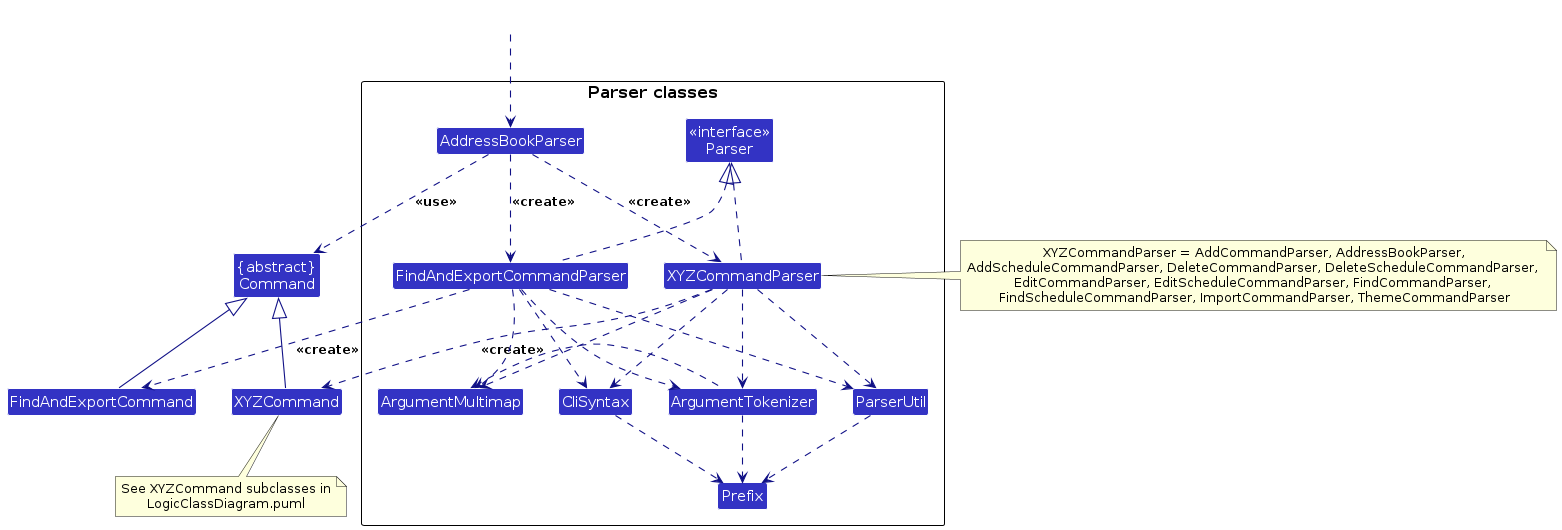 Parser classes
«interface»
Parser
AddressBookParser
«use»
«create»
«create»
{abstract}
Command
FindAndExportCommandParser
XYZCommandParser
XYZCommandParser = AddCommandParser, AddressBookParser,
AddScheduleCommandParser, DeleteCommandParser, DeleteScheduleCommandParser,
EditCommandParser, EditScheduleCommandParser, FindCommandParser,
FindScheduleCommandParser, ImportCommandParser, ThemeCommandParser
«create»
«create»
FindAndExportCommand
XYZCommand
ArgumentMultimap
CliSyntax
ArgumentTokenizer
ParserUtil
See XYZCommand subclasses in
LogicClassDiagram.puml
Prefix